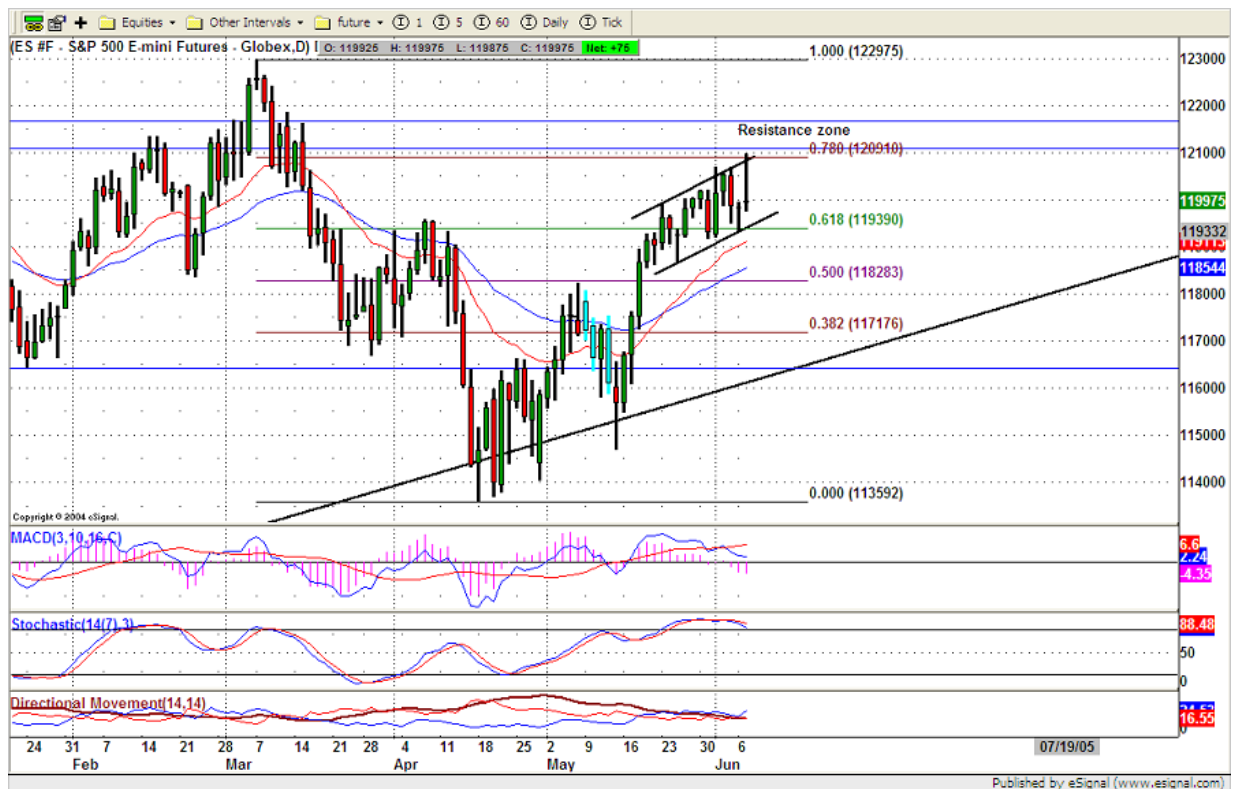 Equities Other Intervals future 1 5 60 Daily Tick
(ES #F - S&P 500 E-mini Futures - Globex,D) O: 119925 H: 119975 L: 119875 C: 119975 Net: +75
1.000 (122975)
123000
122000
Resistance zone
0.780 (120910)
121000
119975
0.618 (119390)
119332
119113
0.500 (118283)
118544
118000
0.382 (117176)
117000
116000
115000
0.000 (113592)
114000
Copyright © 2004 eSignal.
MACD(3,10,16,C)
6.6
2.24
-4.35
Stochastic(14(7),3)
88.48
50
0
Directional Movement(14,14)
16.55
0
24 31 7 14 21 28 7 14 21 28 4 11 18 25 2 9 16 23 30 6 07/19/05
Feb Mar Apr May Jun
Published by eSignal (www.esignal.com)